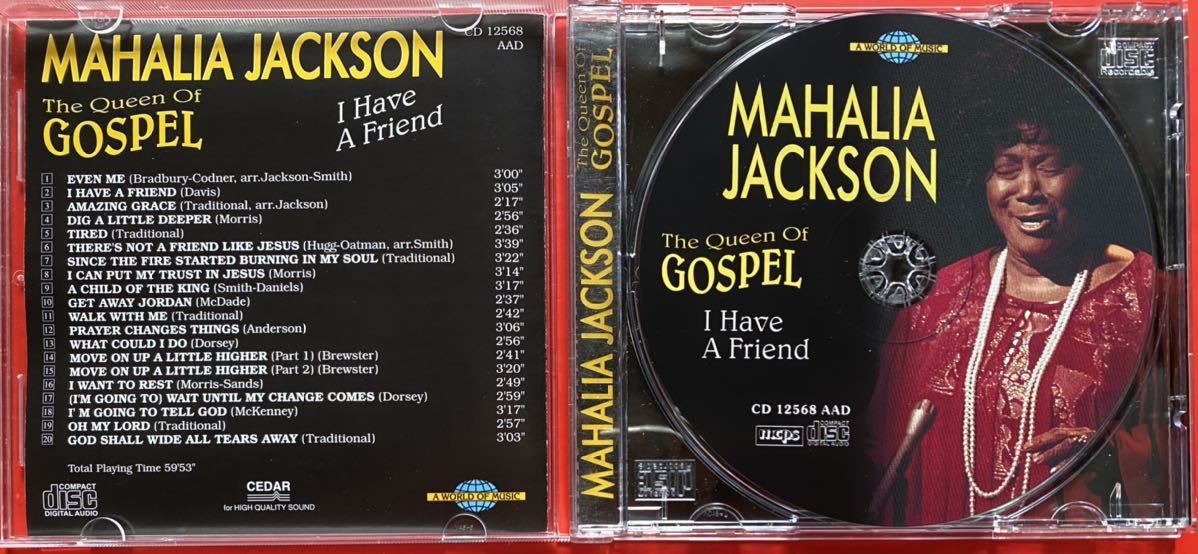 MAHALIA JACKSON
CD 12568
AAD
The Queen Of
GOSPEL
I Have
A Friend
1 EVEN ME (Bradbury-Codner, arr.Jackson-Smith) 3'00"
2 I HAVE A FRIEND (Davis) 3'05"
3 AMAZING GRACE (Traditional, arr.Jackson) 2'17"
4 DIG A LITTLE DEEPER (Morris) 2'56"
5 TIRED (Traditional) 2'36"
6 THERE'S NOT A FRIEND LIKE JESUS (Hugg-Oatman, arr.Smith) 3'39"
7 SINCE THE FIRE STARTED BURNING IN MY SOUL (Traditional) 3'22"
8 I CAN PUT MY TRUST IN JESUS (Morris) 3'14"
9 A CHILD OF THE KING (Smith-Daniels) 3'17"
10 GET AWAY JORDAN (McDade) 2'37"
11 WALK WITH ME (Traditional) 2'42"
12 PRAYER CHANGES THINGS (Anderson) 3'06"
13 WHAT COULD I DO (Dorsey) 2'56"
14 MOVE ON UP A LITTLE HIGHER (Part 1) (Brewster) 2'41"
15 MOVE ON UP A LITTLE HIGHER (Part 2) (Brewster) 3'20"
16 I WANT TO REST (Morris-Sands) 2'49"
17 (I'M GOING TO) WAIT UNTIL MY CHANGE COMES (Dorsey) 2'59"
18 I' M GOING TO TELL GOD (McKenney) 3'17"
19 OH MY LORD (Traditional) 2'57"
20 GOD SHALL WIDE ALL TEARS AWAY (Traditional) 3'03"
Total Playing Time 59'53"
COMPACT
disc
DIGITAL AUDIO
CEDAR
for HIGH QUALITY SOUND
A WORLD OF MUSIC
MAHALIA JACKSON
The Queen Of
GOSPEL
A WORLD OF MUSIC
COMPACT
disc
Recordable
MAHALIA
JACKSON
The Queen Of
GOSPEL
I Have
A Friend
CD 12568 AAD
mcps
COMPACT
disc
DIGITAL AUDIO